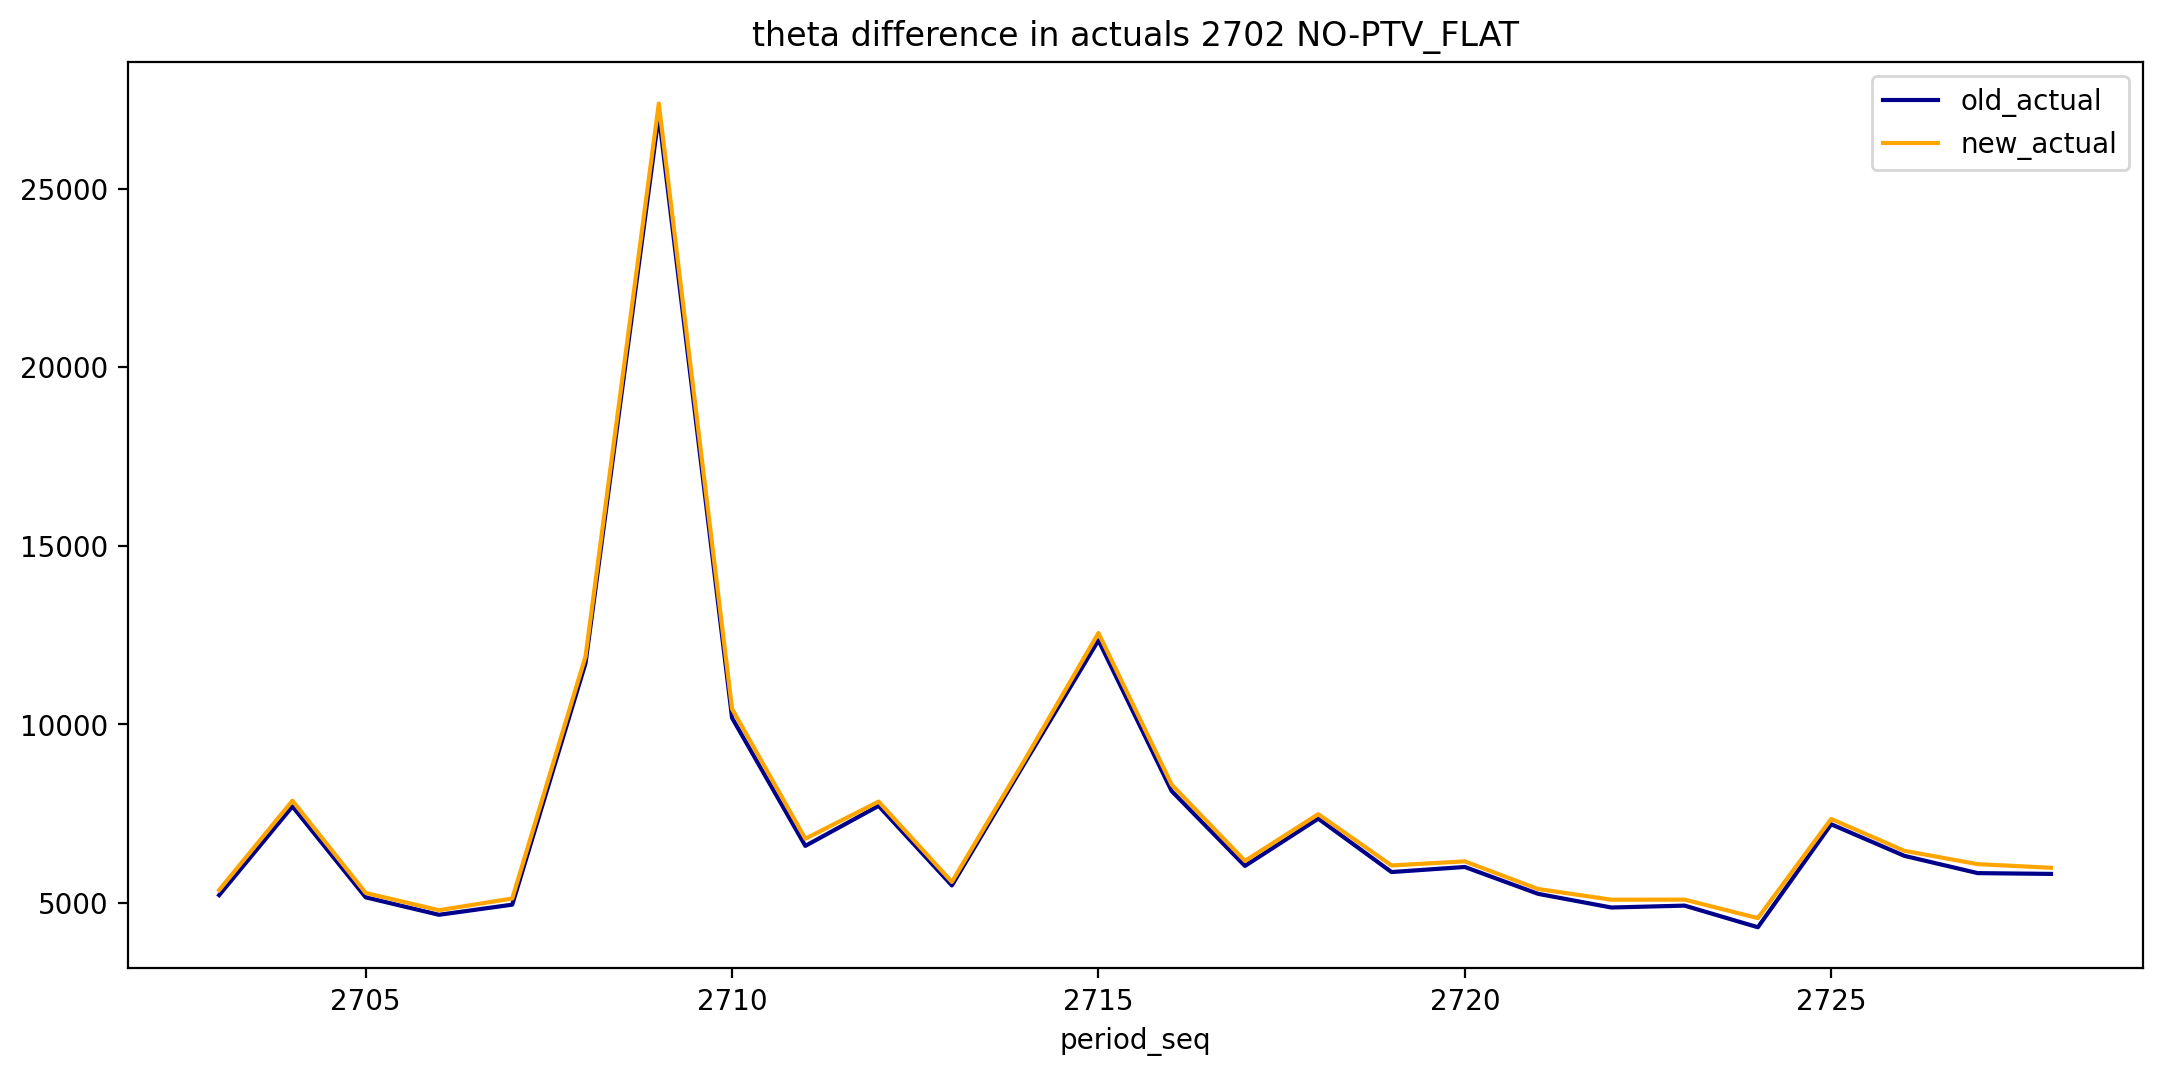 theta difference in actuals 2702 NO-PTV_FLAT
old_actual
new_actual
25000
20000
15000
10000
5000
2705
2710
2715
2720
2725
period_seq